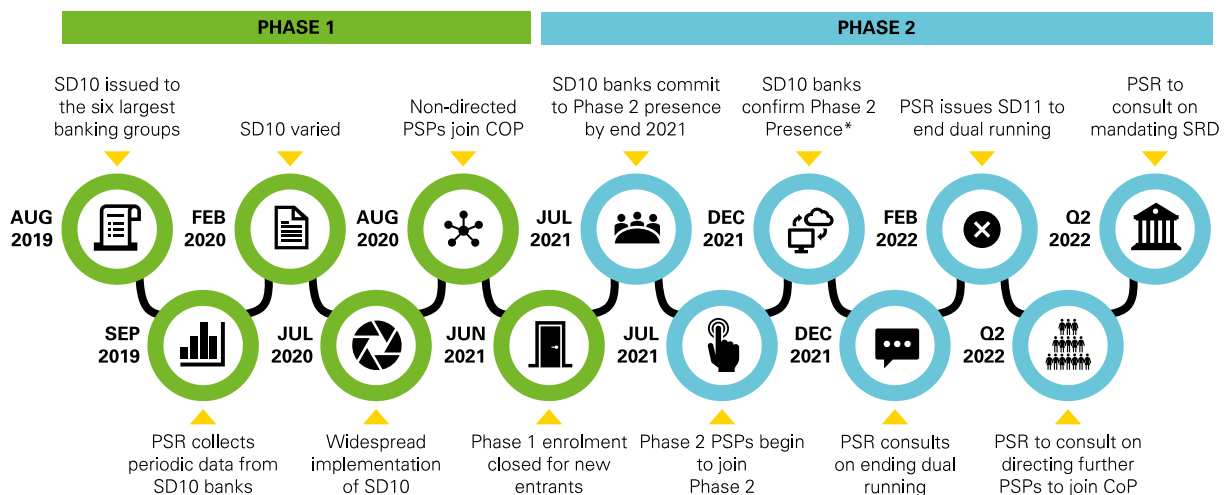 PHASE 1
PHASE 2
SD10 issued to
the six largest
banking groups
SD10 varied
Non-directed
PSPs join COP
SD10 banks commit
to Phase 2 presence
by end 2021
SD10 banks
confirm Phase 2
Presence*
PSR issues SD11 to
end dual running
PSR to
consult on
mandating SRD
AUG
2019
FEB
2020
AUG
2020
JUL
2021
DEC
2021
FEB
2022
Q2
2022
SEP
2019
JUL
2020
JUN
2021
JUL
2021
DEC
2021
Q2
2022
PSR collects
periodic data from
SD10 banks
Widespread
implementation
of SD10
Phase 1 enrolment
closed for new
entrants
Phase 2 PSPs begin
to join
Phase 2
PSR consults
on ending dual
running
PSR to consult on
directing further
PSPs to join CoP